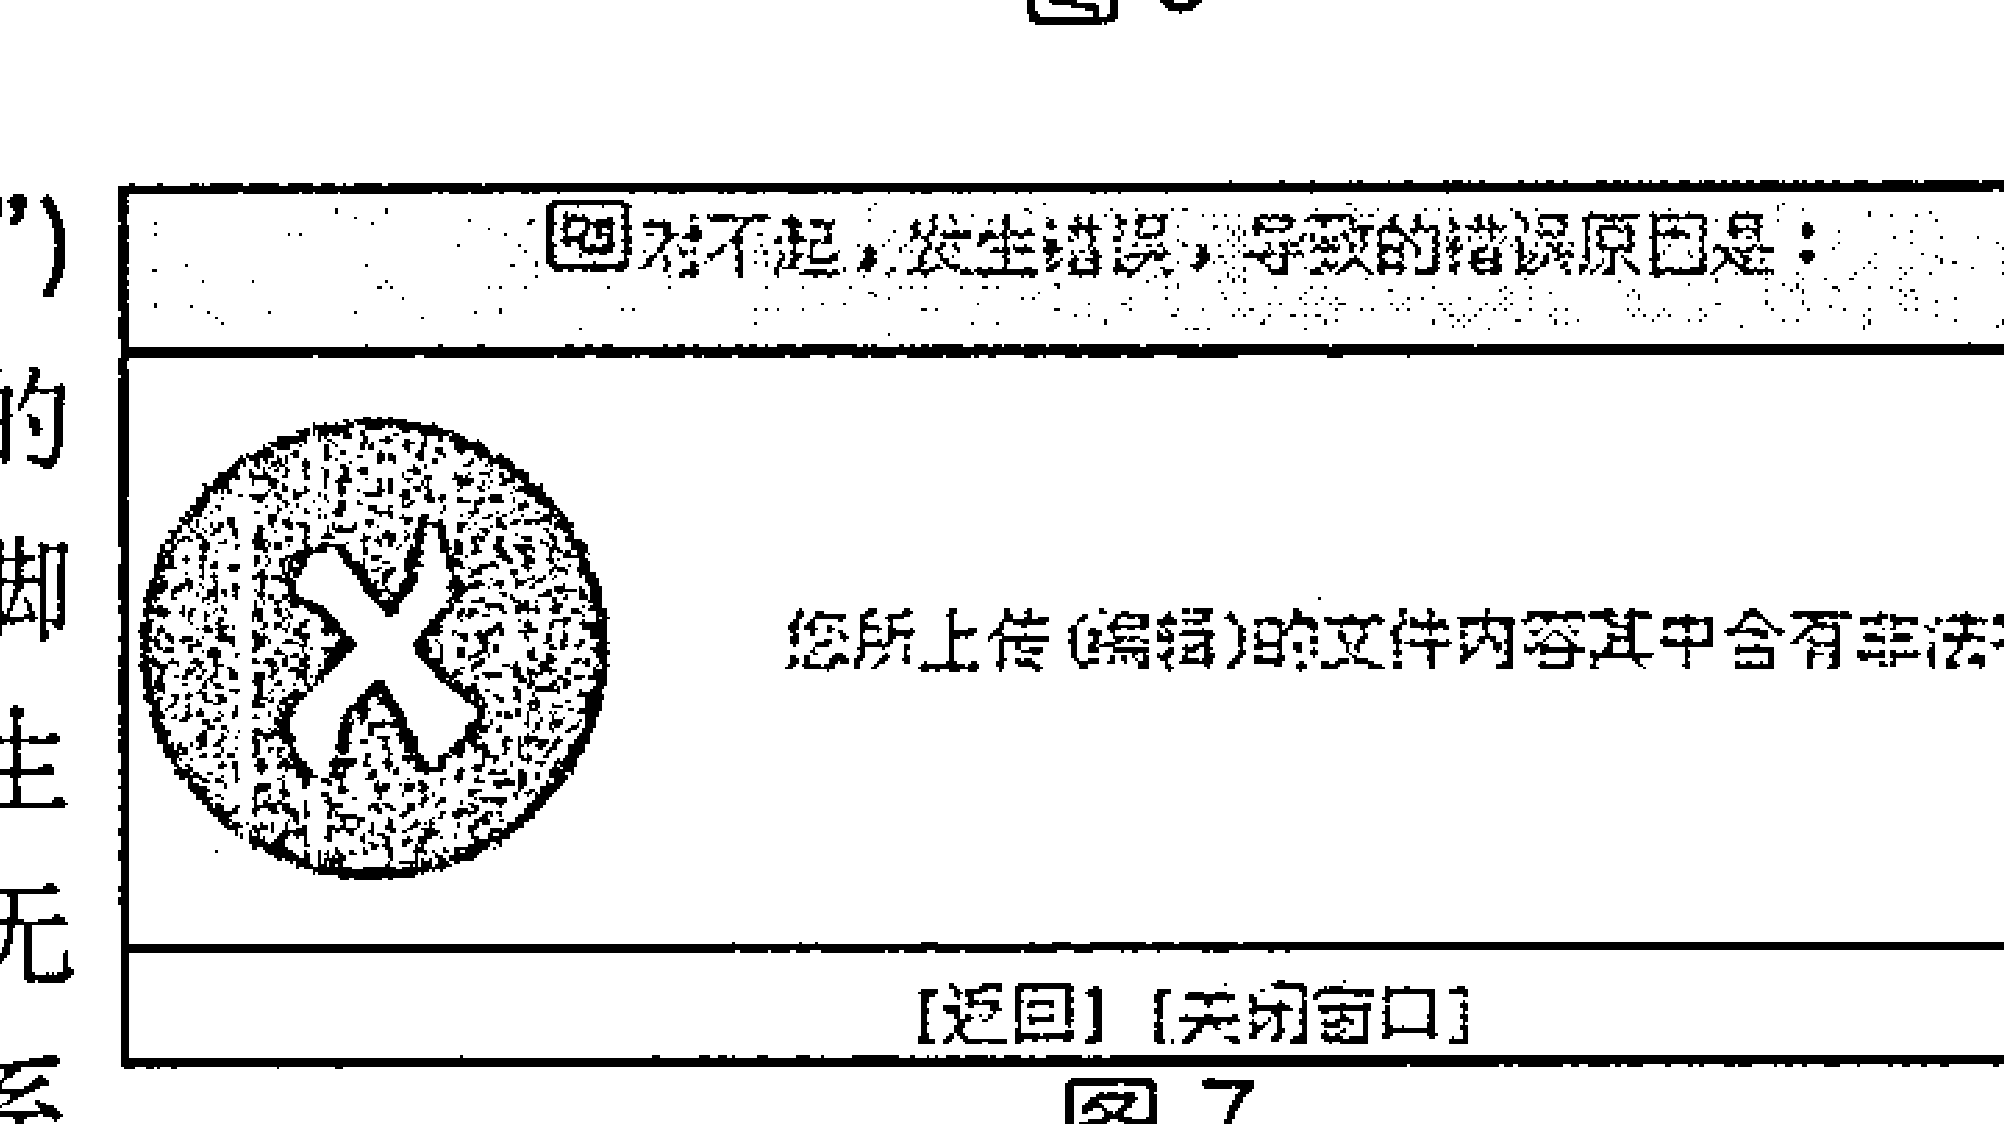 ”)
的
脚
生
无
系
对不起，发生错误，导致的错误原因是：
您所上传(编辑)的文件内容其中含有非法
[返回] [关闭窗口]
图 7